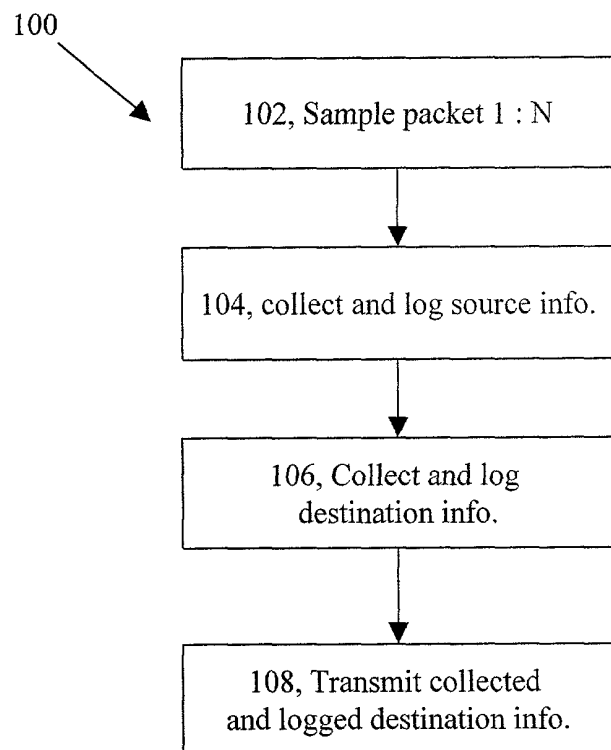 100
102, Sample packet 1 : N
104, collect and log source info.
106, Collect and log
destination info.
108, Transmit collected
and logged destination info.